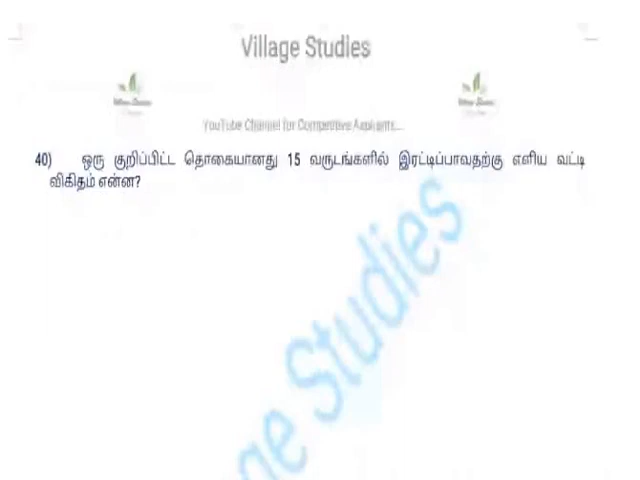 Village Studies
YouTube Channel for Competitive Aspirants...
40) ஒரு குறிப்பிட்ட தொகையானது 15 வருடங்களில் இரட்டிப்பாவதற்கு எளிய வட்டி
விகிதம் என்ன?
ge Studies